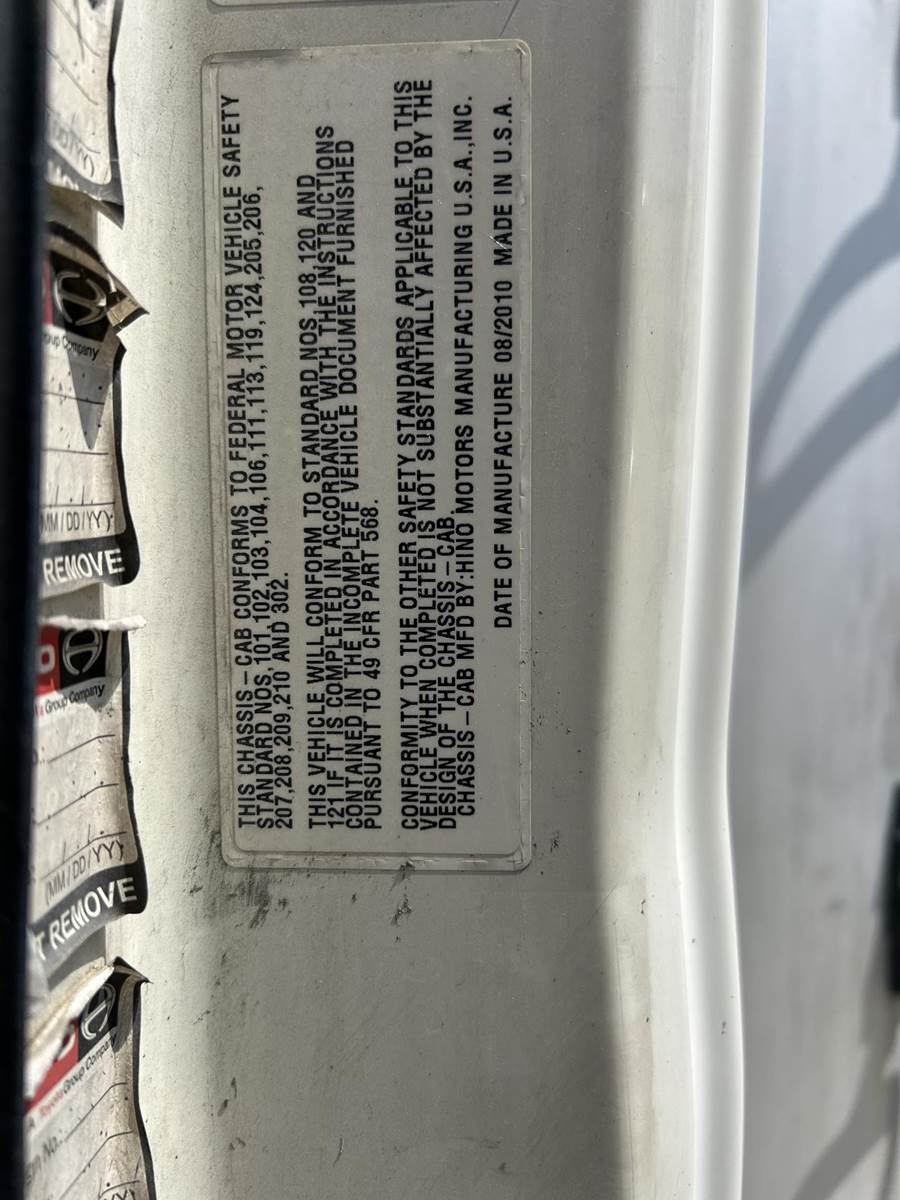 THIS CHASSIS-CAB CONFORMS TO FEDERAL MOTOR VEHICLE SAFETY
STANDARD NOS,101,102,103,104,106,111,113,119,124,205,206,
207,208,209,210 AND 302.
THIS VEHICLE WILL CONFORM TO STANDARD NOS,108,120 AND
121 IF IT IS COMPLETED IN ACCORDANCE WITH THE INSTRUCTIONS
CONTAINED IN THE INCOMPLETE VEHICLE DOCUMENT FURNISHED
PURSUANT TO 49 CFR PART 568.
CONFORMITY TO THE OTHER SAFETY STANDARDS APPLICABLE TO THIS
VEHICLE WHEN COMPLETED IS NOT SUBSTANTIALLY AFFECTED BY THE
DESIGN OF THE CHASSIS-CAB.
CHASSIS-CAB MFD BY:HINO MOTORS MANUFACTURING U.S.A.,INC.
DATE OF MANUFACTURE 08/2010 MADE IN U.S.A.
Group Company
No.:
REMOVE
(MM/DD/YY)
Group Company
REMOVE
(MM/DD/YY)
Company